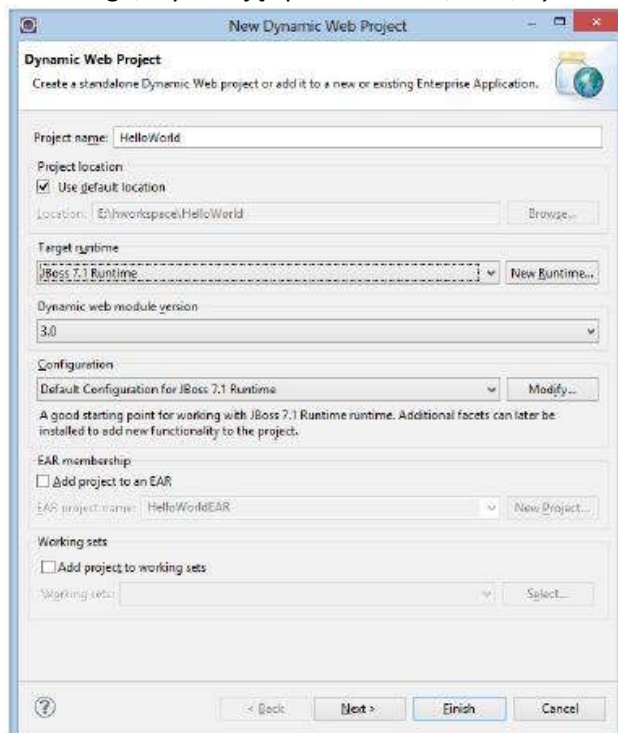 New Dynamic Web Project
Dynamic Web Project
Create a standalone Dynamic Web project or add it to a new or existing Enterprise Application.
Project name: HelloWorld
Project location
Use default location
Location: E:\hworkspace\HelloWorld Browse...
Target runtime
JBoss 7.1 Runtime New Runtime...
Dynamic web module version
3.0
Configuration
Default Configuration for JBoss 7.1 Runtime Modify...
A good starting point for working with JBoss 7.1 Runtime runtime. Additional facets can later be
installed to add new functionality to the project.
EAR membership
Add project to an EAR
EAR project name: HelloWorldEAR New Project...
Working sets
Add project to working sets
Working sets: Select...
? < Back Next > Finish Cancel